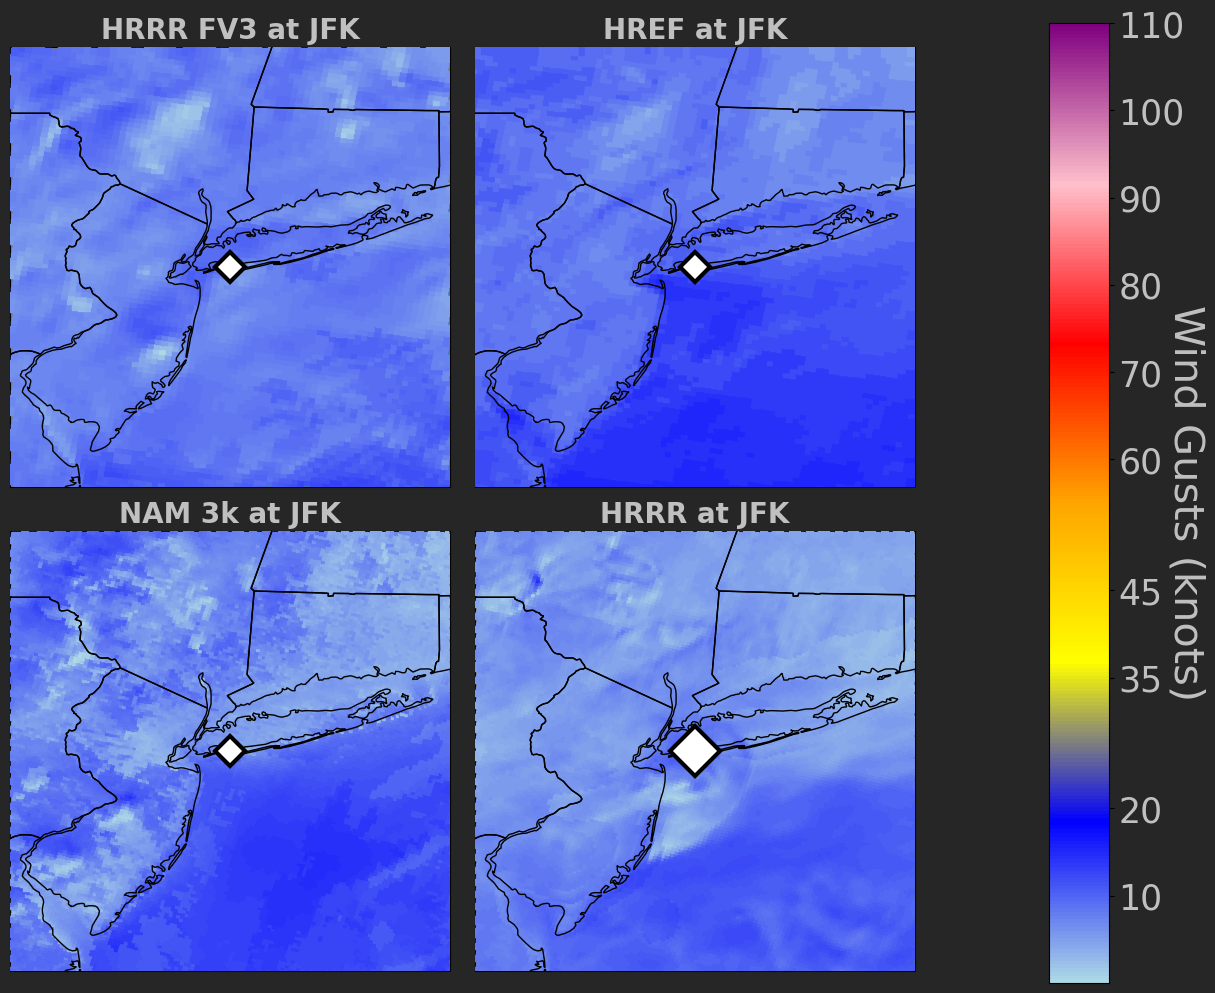 HRRR FV3 at JFK
HREF at JFK
NAM 3k at JFK
HRRR at JFK
110
100
90
80
70
60
45
35
20
10
Wind Gusts (knots)